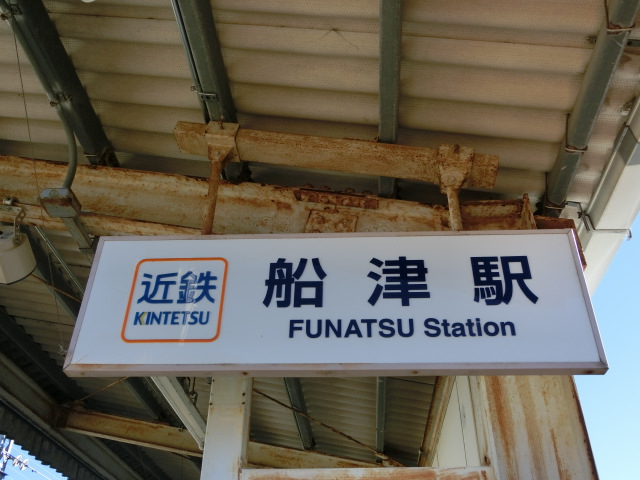 近鉄
KINTETSU
船津駅
FUNATSU Station